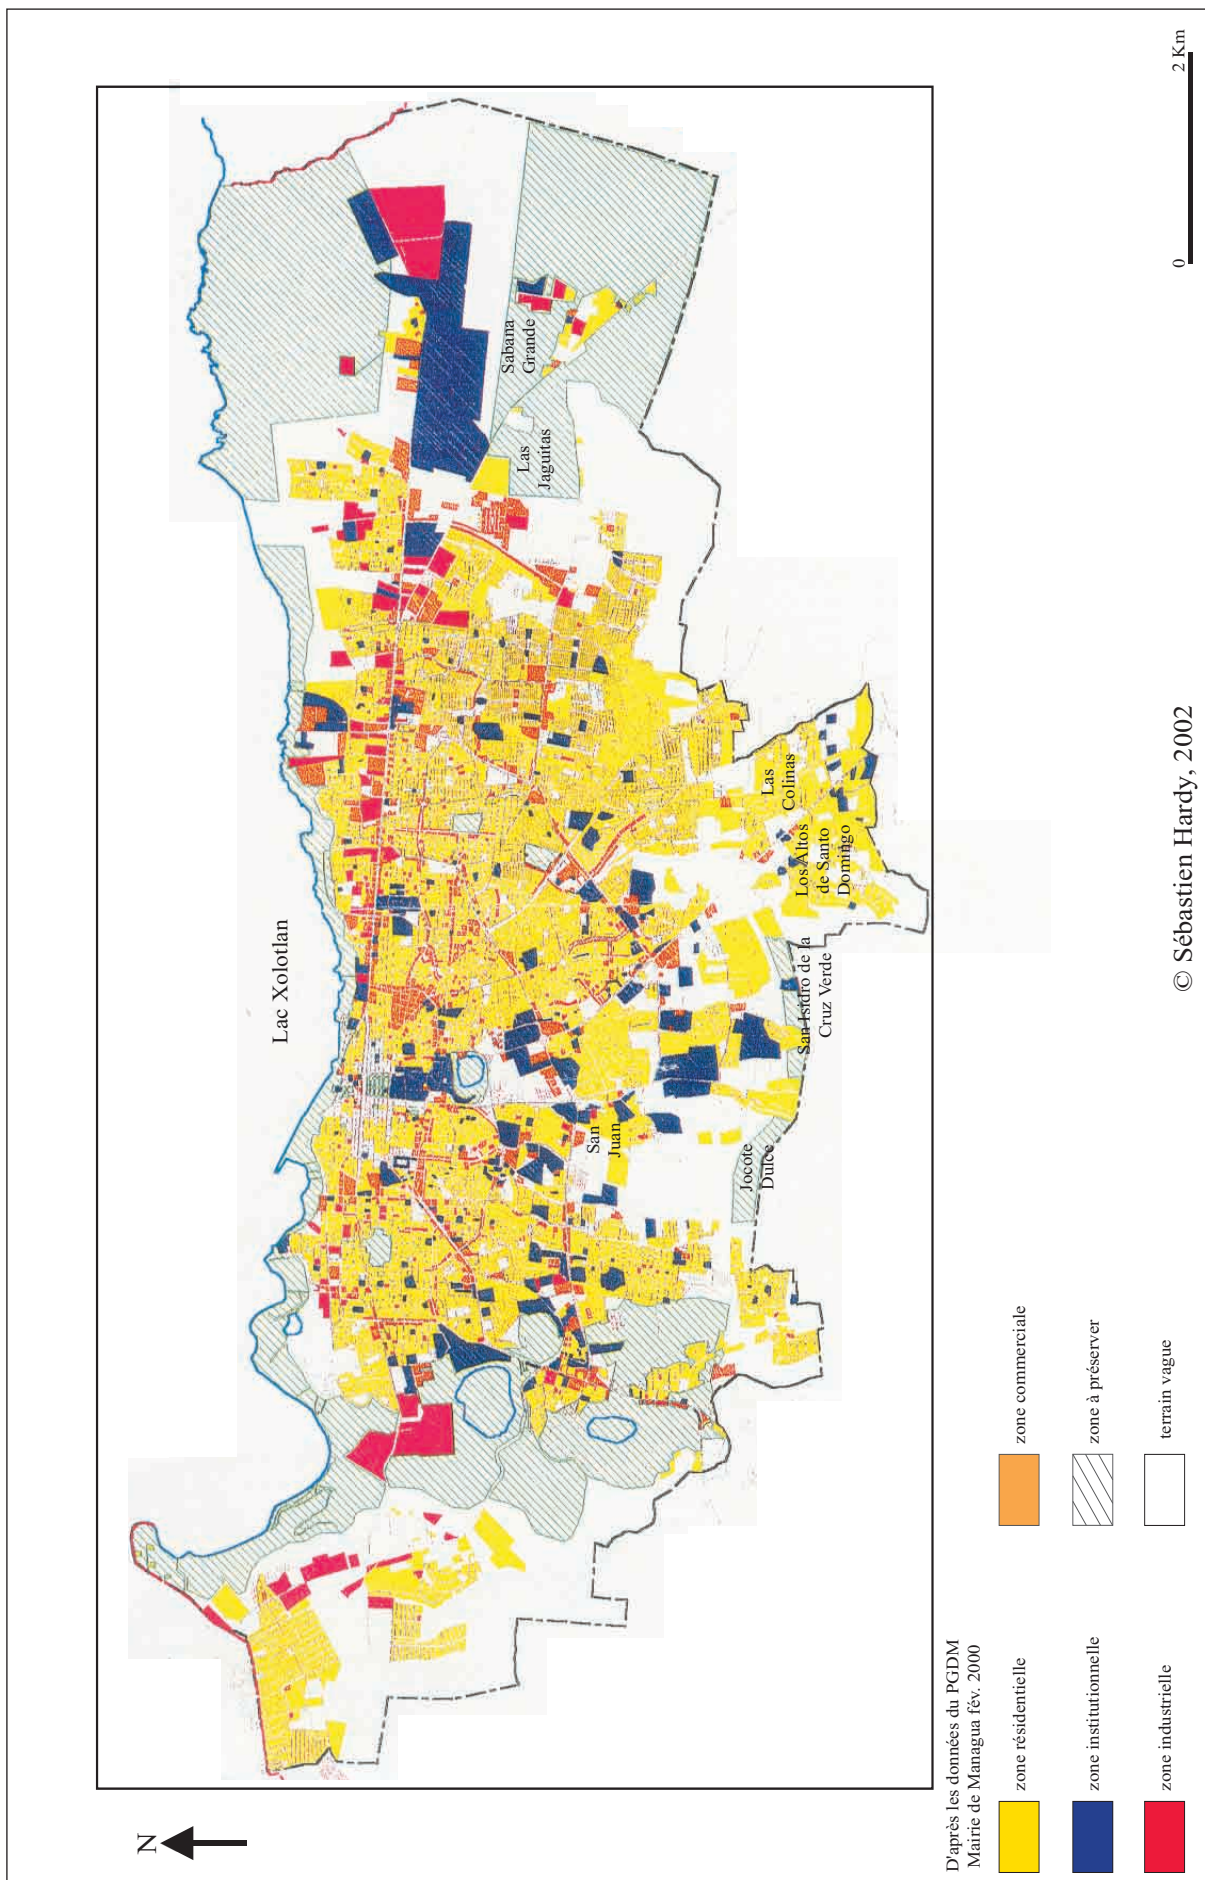 N
Lac Xolotlan
Sabana
Grande
Las
Jaguitas
San
Juan
Jocote
Dulce
San Isidro de la
Cruz Verde
Los Altos
de Santo
Domingo
Las
Colinas
D'après les données du PGDM
Mairie de Managua fév. 2000
zone résidentielle
zone institutionnelle
zone industrielle
zone commerciale
zone à préserver
terrain vague
© Sébastien Hardy, 2002
0 2 Km